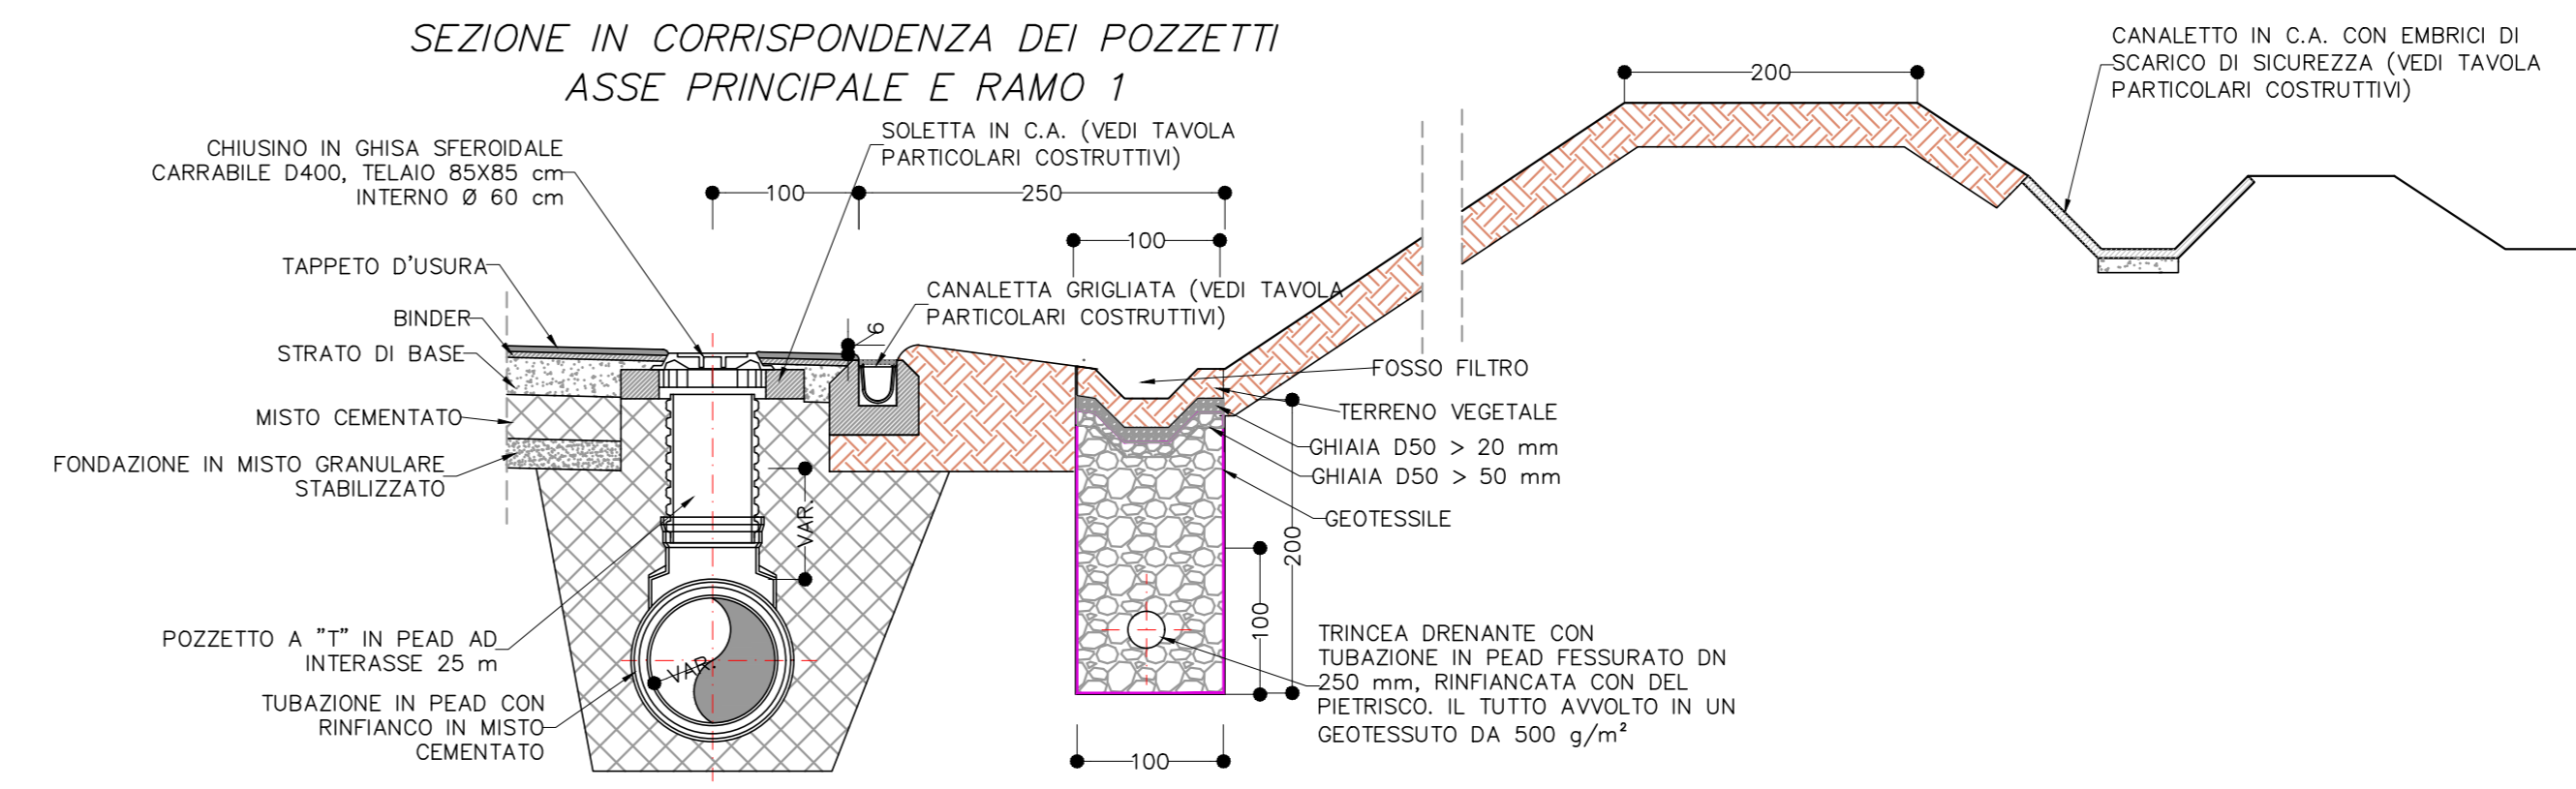 SEZIONE IN CORRISPONDENZA DEI POZZETTI
ASSE PRINCIPALE E RAMO 1
CHIUSINO IN GHISA SFEROIDALE
CARRABILE D400, TELAIO 85X85 cm
INTERNO Ø 60 cm
SOLETTA IN C.A. (VEDI TAVOLA
PARTICOLARI COSTRUTTIVI)
200
CANALETTO IN C.A. CON EMBRICI DI
SCARICO DI SICUREZZA (VEDI TAVOLA
PARTICOLARI COSTRUTTIVI)
100
250
100
TAPPETO D'USURA
CANALETTA GRIGLIATA (VEDI TAVOLA
PARTICOLARI COSTRUTTIVI)
BINDER
6
STRATO DI BASE
FOSSO FILTRO
MISTO CEMENTATO
TERRENO VEGETALE
GHIAIA D50 > 20 mm
FONDAZIONE IN MISTO GRANULARE
STABILIZZATO
GHIAIA D50 > 50 mm
VAR.
GEOTESSILE
200
100
POZZETTO A "T" IN PEAD AD
INTERASSE 25 m
VAR.
TUBAZIONE IN PEAD CON
RINFIANCO IN MISTO
CEMENTATO
TRINCEA DRENANTE CON
TUBAZIONE IN PEAD FESSURATO DN
250 mm, RINFIANCATA CON DEL
PIETRISCO. IL TUTTO AVVOLTO IN UN
GEOTESSUTO DA 500 g/m²
100